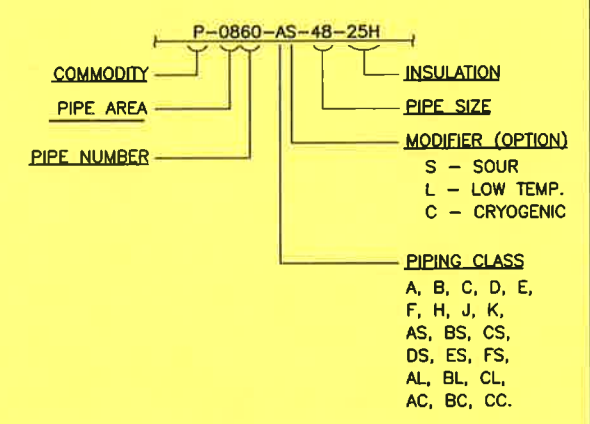 P-0860-AS-48-25H
COMMODITY
PIPE AREA
PIPE NUMBER
INSULATION
PIPE SIZE
MODIFIER (OPTION)
S - SOUR
L - LOW TEMP.
C - CRYOGENIC
PIPING CLASS
A, B, C, D, E,
F, H, J, K,
AS, BS, CS,
DS, ES, FS,
AL, BL, CL,
AC, BC, CC.